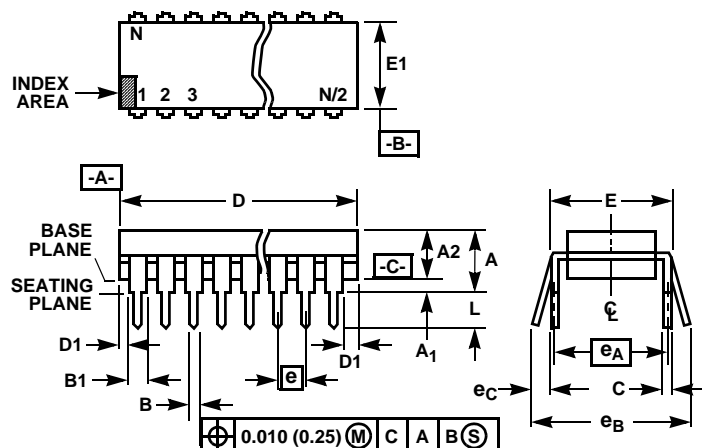 N
E1
INDEX
AREA
1 2 3 N/2
-B-
-A-
D
E
BASE
PLANE
A2
A
-C-
SEATING
PLANE
L
D1
A1
D1
B1
e
eA
eC
C
B
eB
0.010 (0.25) M C A B S
CL